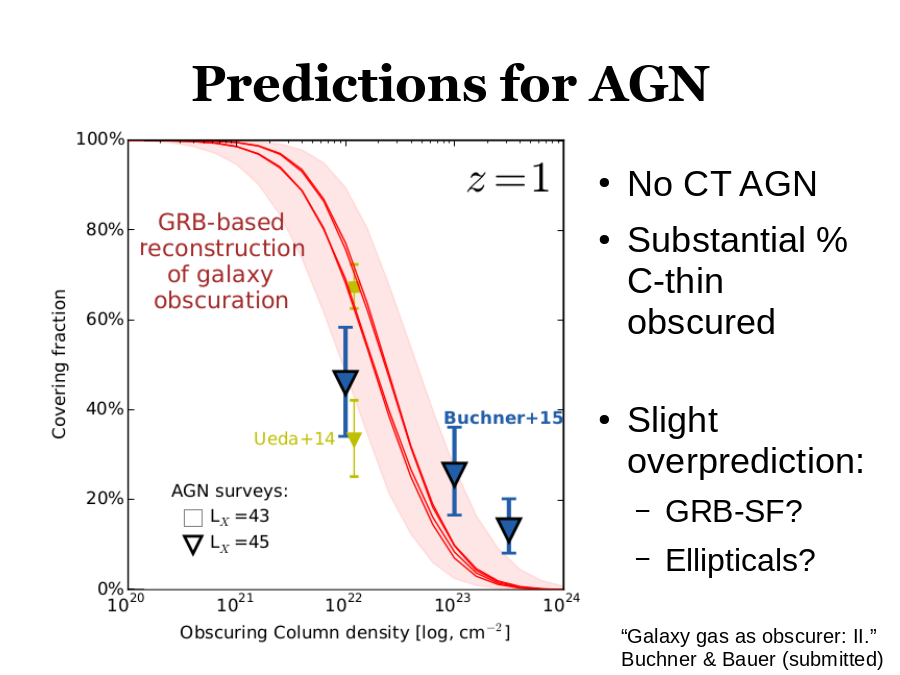 Predictions for AGN
100%
80%
60%
40%
20%
0%
Covering fraction
z=1
GRB-based
reconstruction
of galaxy
obscuration
Buchner+15
Ueda+14
AGN surveys:
L_X =43
L_X =45
10^20
10^21
10^22
10^23
10^24
Obscuring Column density [log, cm^−2]
• No CT AGN
• Substantial %
C-thin
obscured
• Slight
overprediction:
– GRB-SF?
– Ellipticals?
“Galaxy gas as obscurer: II.”
Buchner & Bauer (submitted)